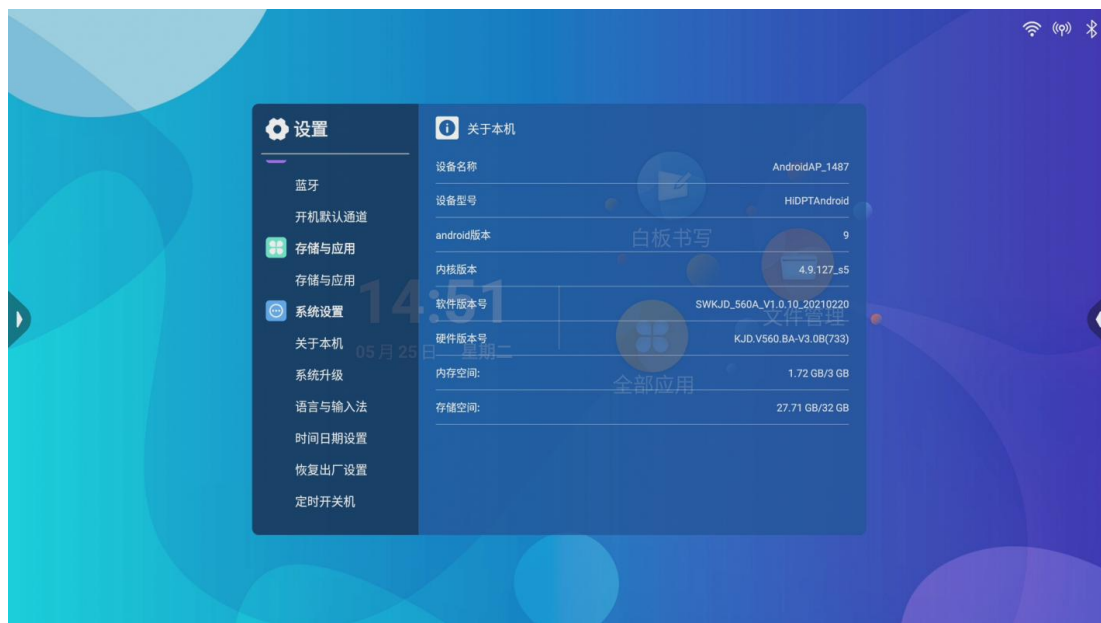 设置
蓝牙
开机默认通道
存储与应用
存储与应用
系统设置
关于本机
系统升级
语言与输入法
时间日期设置
恢复出厂设置
定时开关机
关于本机
设备名称 AndroidAP_1487
设备型号 HiDPTAndroid
android版本 9
内核版本 4.9.127_s5
软件版本号 SWKJD_560A_V1.0.10_20210220
硬件版本号 KJD.V560.BA-V3.0B(733)
内存空间: 1.72 GB/3 GB
存储空间: 27.71 GB/32 GB
白板书写
文件管理
全部应用
14:51
05月25日 星期二